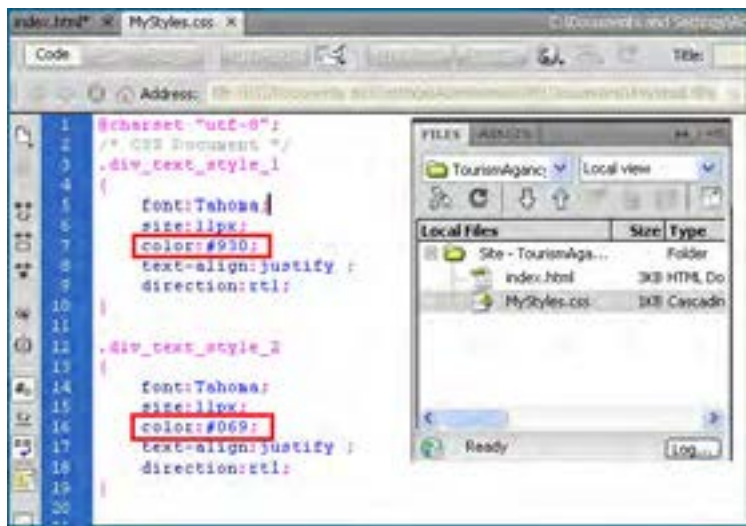 index.html* × MyStyles.css ×
Code Title:
Address:
1 @charset "utf-8";
2 /* CSS Document */
3 .div_text_style_1
4 {
5 font:Tahoma;
6 size:11px;
7 color:#930;
8 text-align:justify ;
9 direction:rtl;
10 }
11
12 .div_text_style_2
13 {
14 font:Tahoma;
15 size:11px;
16 color:#069;
17 text-align:justify ;
18 direction:rtl;
19 }
20
FILES ASSETS
TourismAganc Local view
Local Files Size Type
Site - TourismAga... Folder
index.html 3KB HTML Do
MyStyles.css 1KB Cascadin
Ready Log...